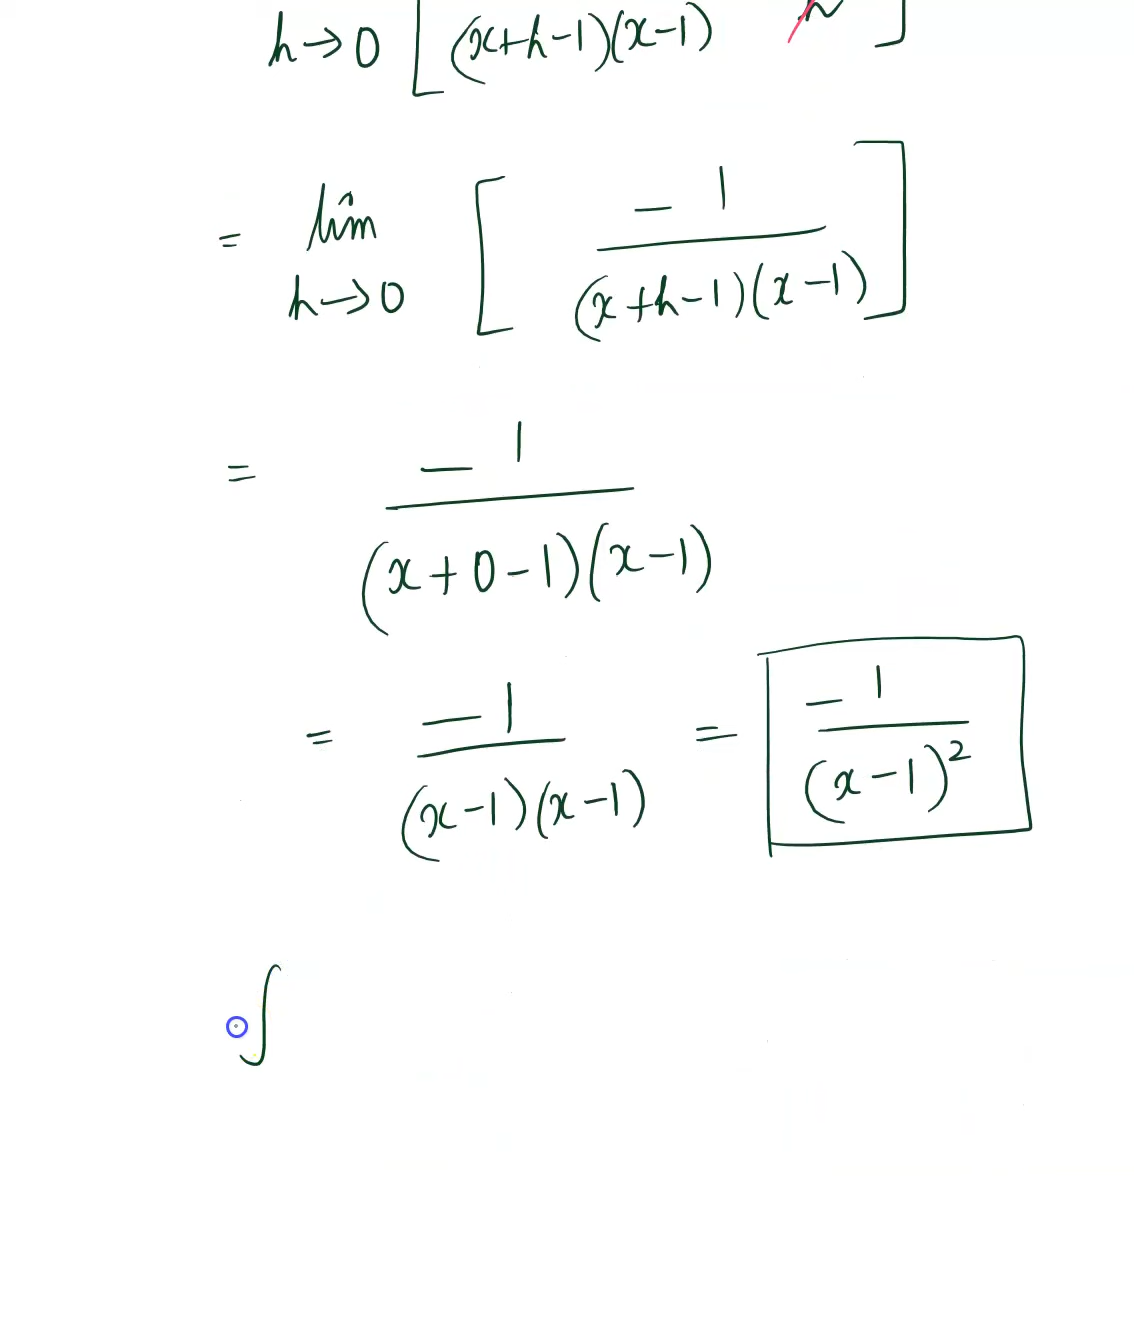 h→0 [ (x+h-1)(x-1) h ]
= lim [ -1 / (x+h-1)(x-1) ]
h→0
= -1 / (x+0-1)(x-1)
= -1 / (x-1)(x-1) = -1 / (x-1)²
∫